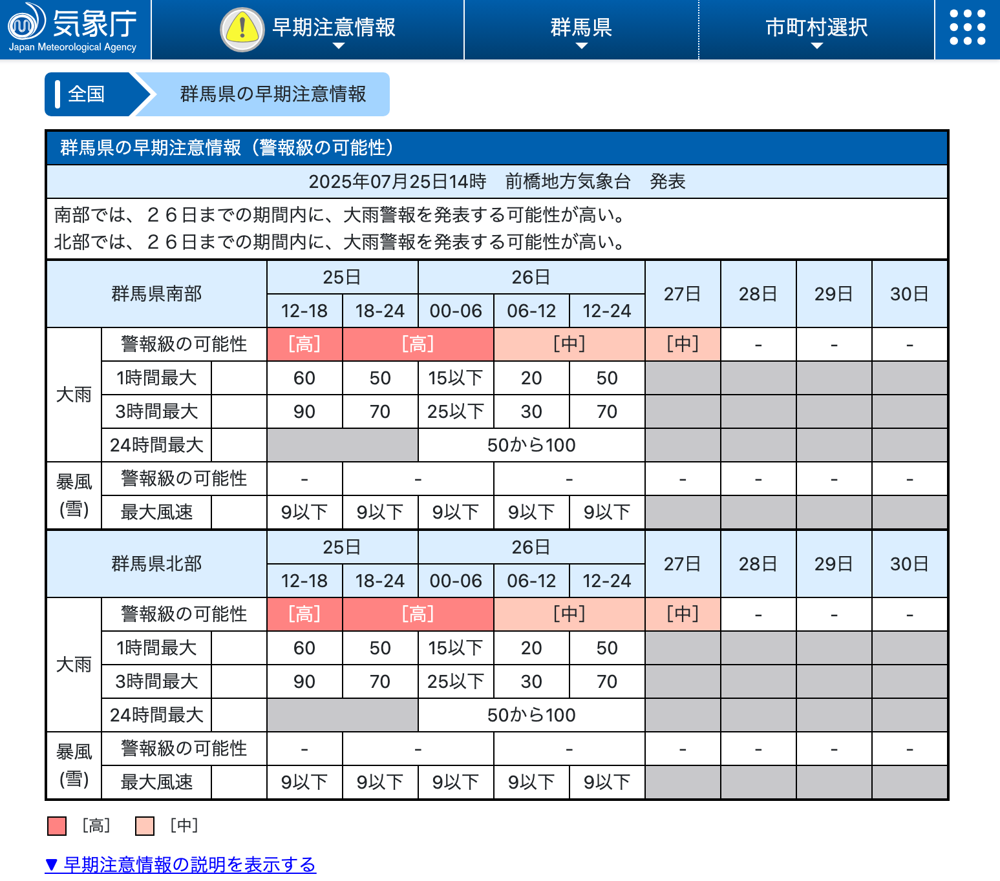 気象庁
Japan Meteorological Agency
早期注意情報
群馬県
市町村選択
全国
群馬県の早期注意情報
群馬県の早期注意情報（警報級の可能性）
2025年07月25日14時　前橋地方気象台　発表
南部では、２６日までの期間内に、大雨警報を発表する可能性が高い。
北部では、２６日までの期間内に、大雨警報を発表する可能性が高い。
群馬県南部 25日 26日 27日 28日 29日 30日
12-18 18-24 00-06 06-12 12-24
大雨 警報級の可能性 ［高］ ［高］ ［中］ ［中］ - - -
1時間最大 60 50 15以下 20 50
3時間最大 90 70 25以下 30 70
24時間最大 50から100
暴風(雪) 警報級の可能性 - - - - - - -
最大風速 9以下 9以下 9以下 9以下 9以下
群馬県北部 25日 26日 27日 28日 29日 30日
12-18 18-24 00-06 06-12 12-24
大雨 警報級の可能性 ［高］ ［高］ ［中］ ［中］ - - -
1時間最大 60 50 15以下 20 50
3時間最大 90 70 25以下 30 70
24時間最大 50から100
暴風(雪) 警報級の可能性 - - - - - - -
最大風速 9以下 9以下 9以下 9以下 9以下
［高］ ［中］
▼ 早期注意情報の説明を表示する